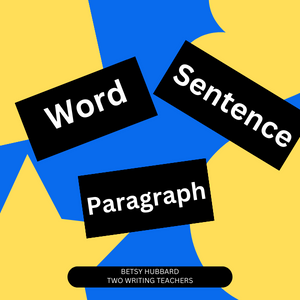 Word
Sentence
Paragraph
BETSY HUBBARD
TWO WRITING TEACHERS